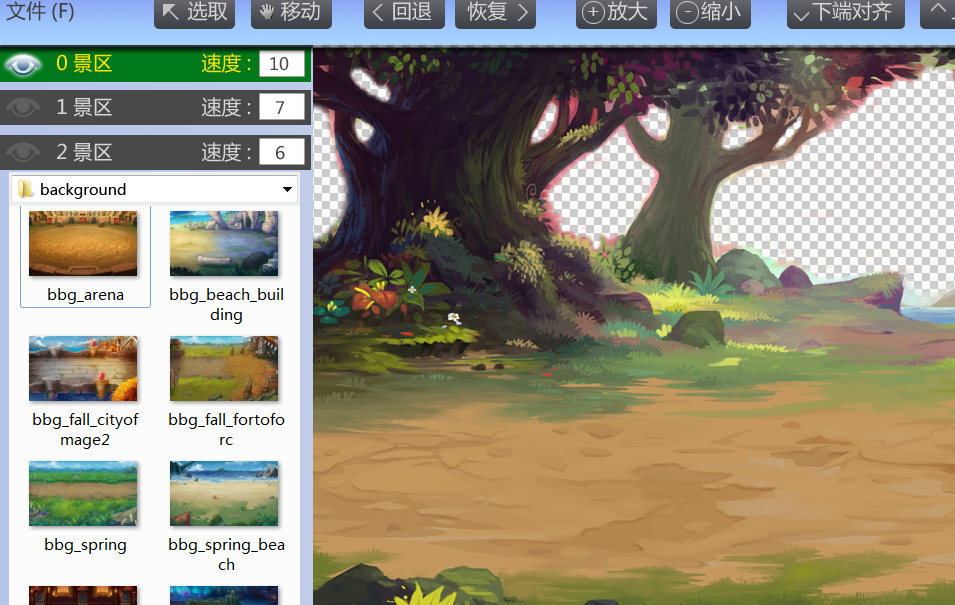 文件 (F) 选取 移动 回退 恢复 放大 缩小 下端对齐
0 景区 速度 : 10
1 景区 速度 : 7
2 景区 速度 : 6
background
bbg_arena bbg_beach_buil
ding
bbg_fall_cityof bbg_fall_fortofo
mage2 rc
bbg_spring bbg_spring_bea
ch